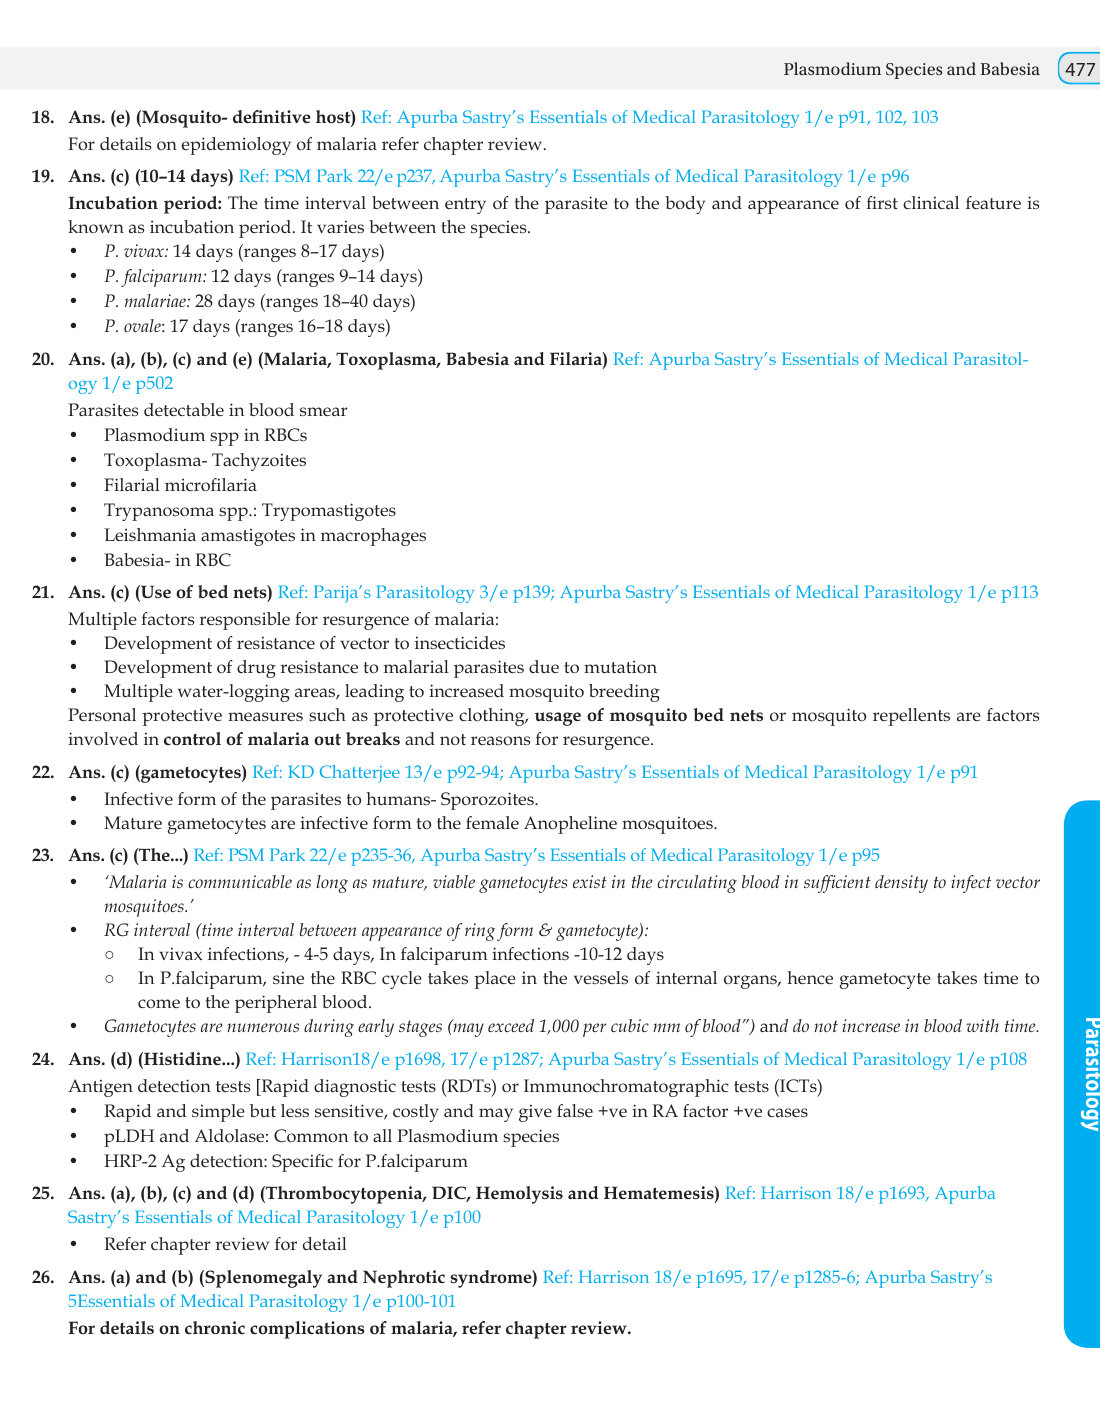 Plasmodium Species and Babesia 477
18. Ans. (e) (Mosquito- definitive host) Ref: Apurba Sastry's Essentials of Medical Parasitology 1/e p91, 102, 103
For details on epidemiology of malaria refer chapter review.
19. Ans. (c) (10–14 days) Ref: PSM Park 22/e p237, Apurba Sastry's Essentials of Medical Parasitology 1/e p96
Incubation period: The time interval between entry of the parasite to the body and appearance of first clinical feature is
known as incubation period. It varies between the species.
• P. vivax: 14 days (ranges 8–17 days)
• P. falciparum: 12 days (ranges 9–14 days)
• P. malariae: 28 days (ranges 18–40 days)
• P. ovale: 17 days (ranges 16–18 days)
20. Ans. (a), (b), (c) and (e) (Malaria, Toxoplasma, Babesia and Filaria) Ref: Apurba Sastry's Essentials of Medical Parasitol-
ogy 1/e p502
Parasites detectable in blood smear
• Plasmodium spp in RBCs
• Toxoplasma- Tachyzoites
• Filarial microfilaria
• Trypanosoma spp.: Trypomastigotes
• Leishmania amastigotes in macrophages
• Babesia- in RBC
21. Ans. (c) (Use of bed nets) Ref: Parija's Parasitology 3/e p139; Apurba Sastry's Essentials of Medical Parasitology 1/e p113
Multiple factors responsible for resurgence of malaria:
• Development of resistance of vector to insecticides
• Development of drug resistance to malarial parasites due to mutation
• Multiple water-logging areas, leading to increased mosquito breeding
Personal protective measures such as protective clothing, usage of mosquito bed nets or mosquito repellents are factors
involved in control of malaria out breaks and not reasons for resurgence.
22. Ans. (c) (gametocytes) Ref: KD Chatterjee 13/e p92-94; Apurba Sastry's Essentials of Medical Parasitology 1/e p91
• Infective form of the parasites to humans- Sporozoites.
• Mature gametocytes are infective form to the female Anopheline mosquitoes.
23. Ans. (c) (The...) Ref: PSM Park 22/e p235-36, Apurba Sastry's Essentials of Medical Parasitology 1/e p95
• 'Malaria is communicable as long as mature, viable gametocytes exist in the circulating blood in sufficient density to infect vector
mosquitoes.'
• RG interval (time interval between appearance of ring form & gametocyte):
○ In vivax infections, - 4-5 days, In falciparum infections -10-12 days
○ In P.falciparum, sine the RBC cycle takes place in the vessels of internal organs, hence gametocyte takes time to
come to the peripheral blood.
• Gametocytes are numerous during early stages (may exceed 1,000 per cubic mm of blood") and do not increase in blood with time.
24. Ans. (d) (Histidine...) Ref: Harrison18/e p1698, 17/e p1287; Apurba Sastry's Essentials of Medical Parasitology 1/e p108
Antigen detection tests [Rapid diagnostic tests (RDTs) or Immunochromatographic tests (ICTs)
• Rapid and simple but less sensitive, costly and may give false +ve in RA factor +ve cases
• pLDH and Aldolase: Common to all Plasmodium species
• HRP-2 Ag detection: Specific for P.falciparum
25. Ans. (a), (b), (c) and (d) (Thrombocytopenia, DIC, Hemolysis and Hematemesis) Ref: Harrison 18/e p1693, Apurba
Sastry's Essentials of Medical Parasitology 1/e p100
• Refer chapter review for detail
26. Ans. (a) and (b) (Splenomegaly and Nephrotic syndrome) Ref: Harrison 18/e p1695, 17/e p1285-6; Apurba Sastry's
5Essentials of Medical Parasitology 1/e p100-101
For details on chronic complications of malaria, refer chapter review.
Parasitology